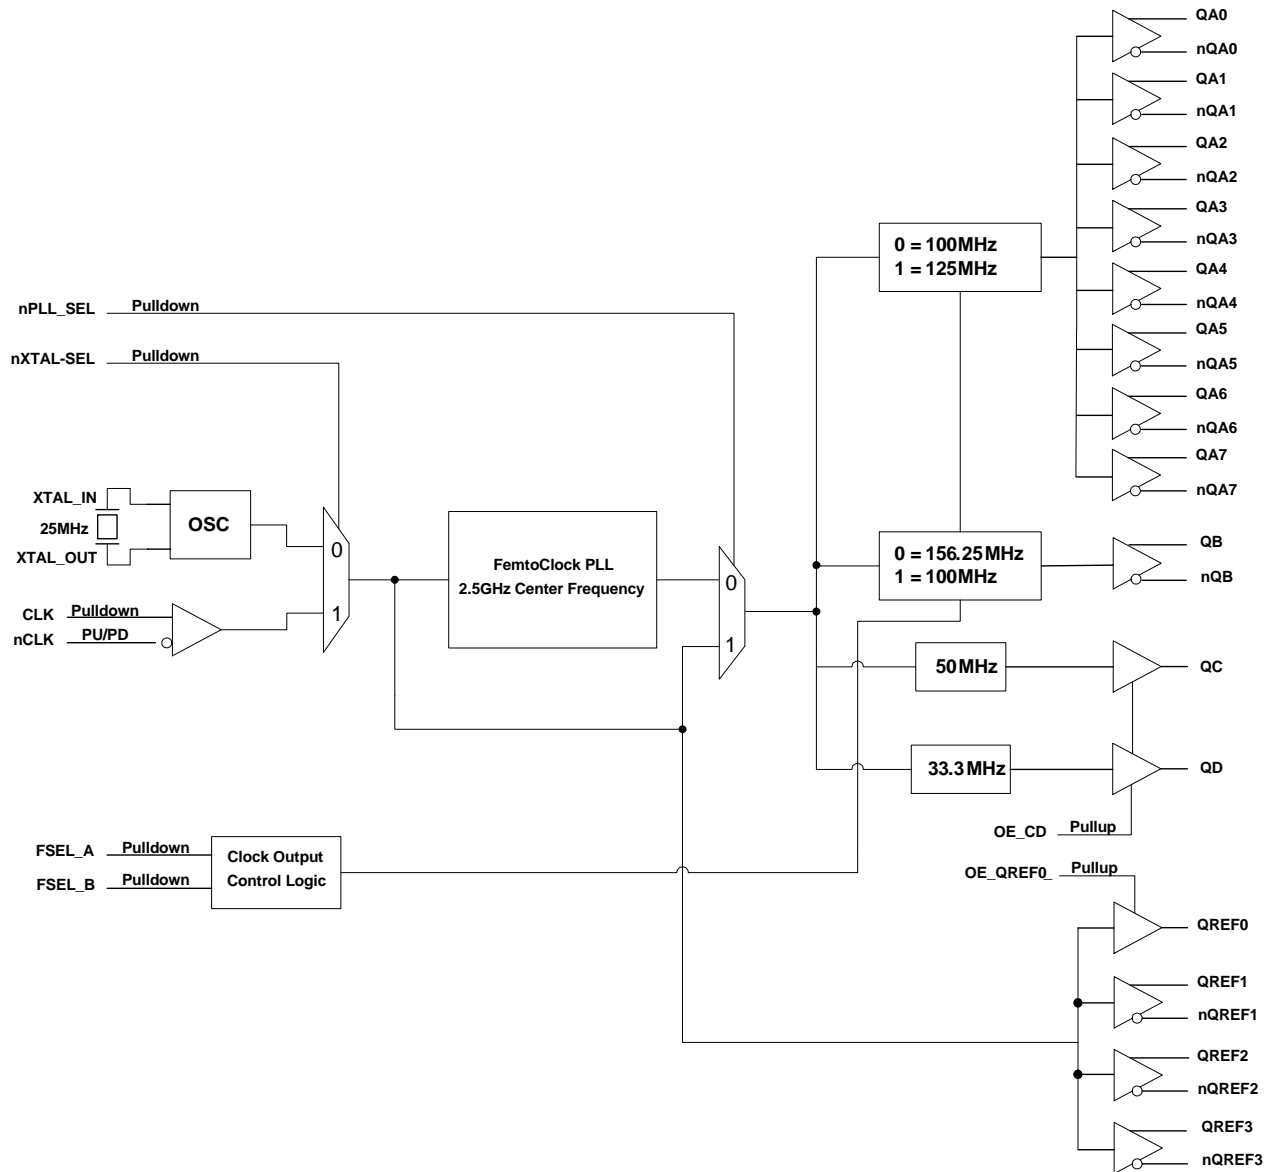 QA0
nQA0
QA1
nQA1
QA2
nQA2
QA3
nQA3
QA4
nQA4
QA5
nQA5
QA6
nQA6
QA7
nQA7
0 = 100MHz
1 = 125MHz
nPLL_SEL Pulldown
nXTAL-SEL Pulldown
XTAL_IN
25MHz
XTAL_OUT
OSC
CLK Pulldown
nCLK PU/PD
0
1
FemtoClock PLL
2.5GHz Center Frequency
0
1
0 = 156.25MHz
1 = 100MHz
QB
nQB
50MHz
QC
33.3MHz
QD
OE_CD Pullup
FSEL_A Pulldown
FSEL_B Pulldown
Clock Output
Control Logic
OE_QREF0_ Pullup
QREF0
QREF1
nQREF1
QREF2
nQREF2
QREF3
nQREF3